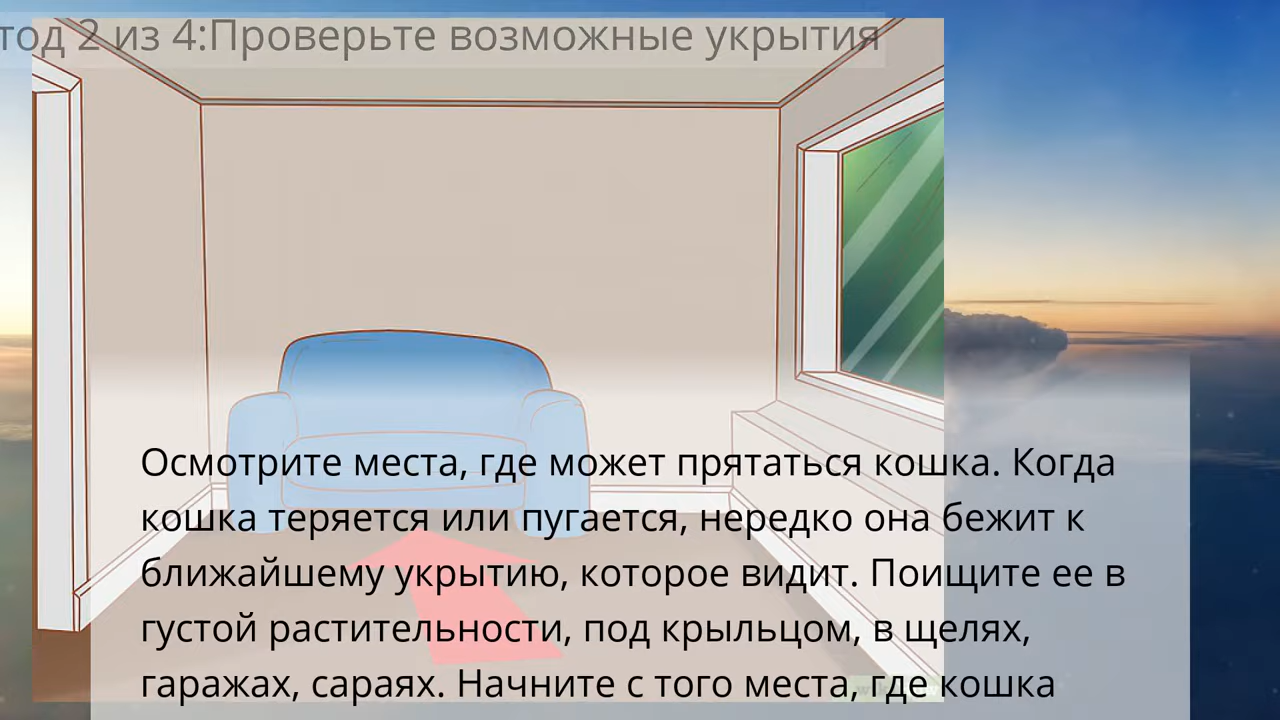 тод 2 из 4:Проверьте возможные укрытия
Осмотрите места, где может прятаться кошка. Когда
кошка теряется или пугается, нередко она бежит к
ближайшему укрытию, которое видит. Поищите ее в
густой растительности, под крыльцом, в щелях,
гаражах, сараях. Начните с того места, где кошка